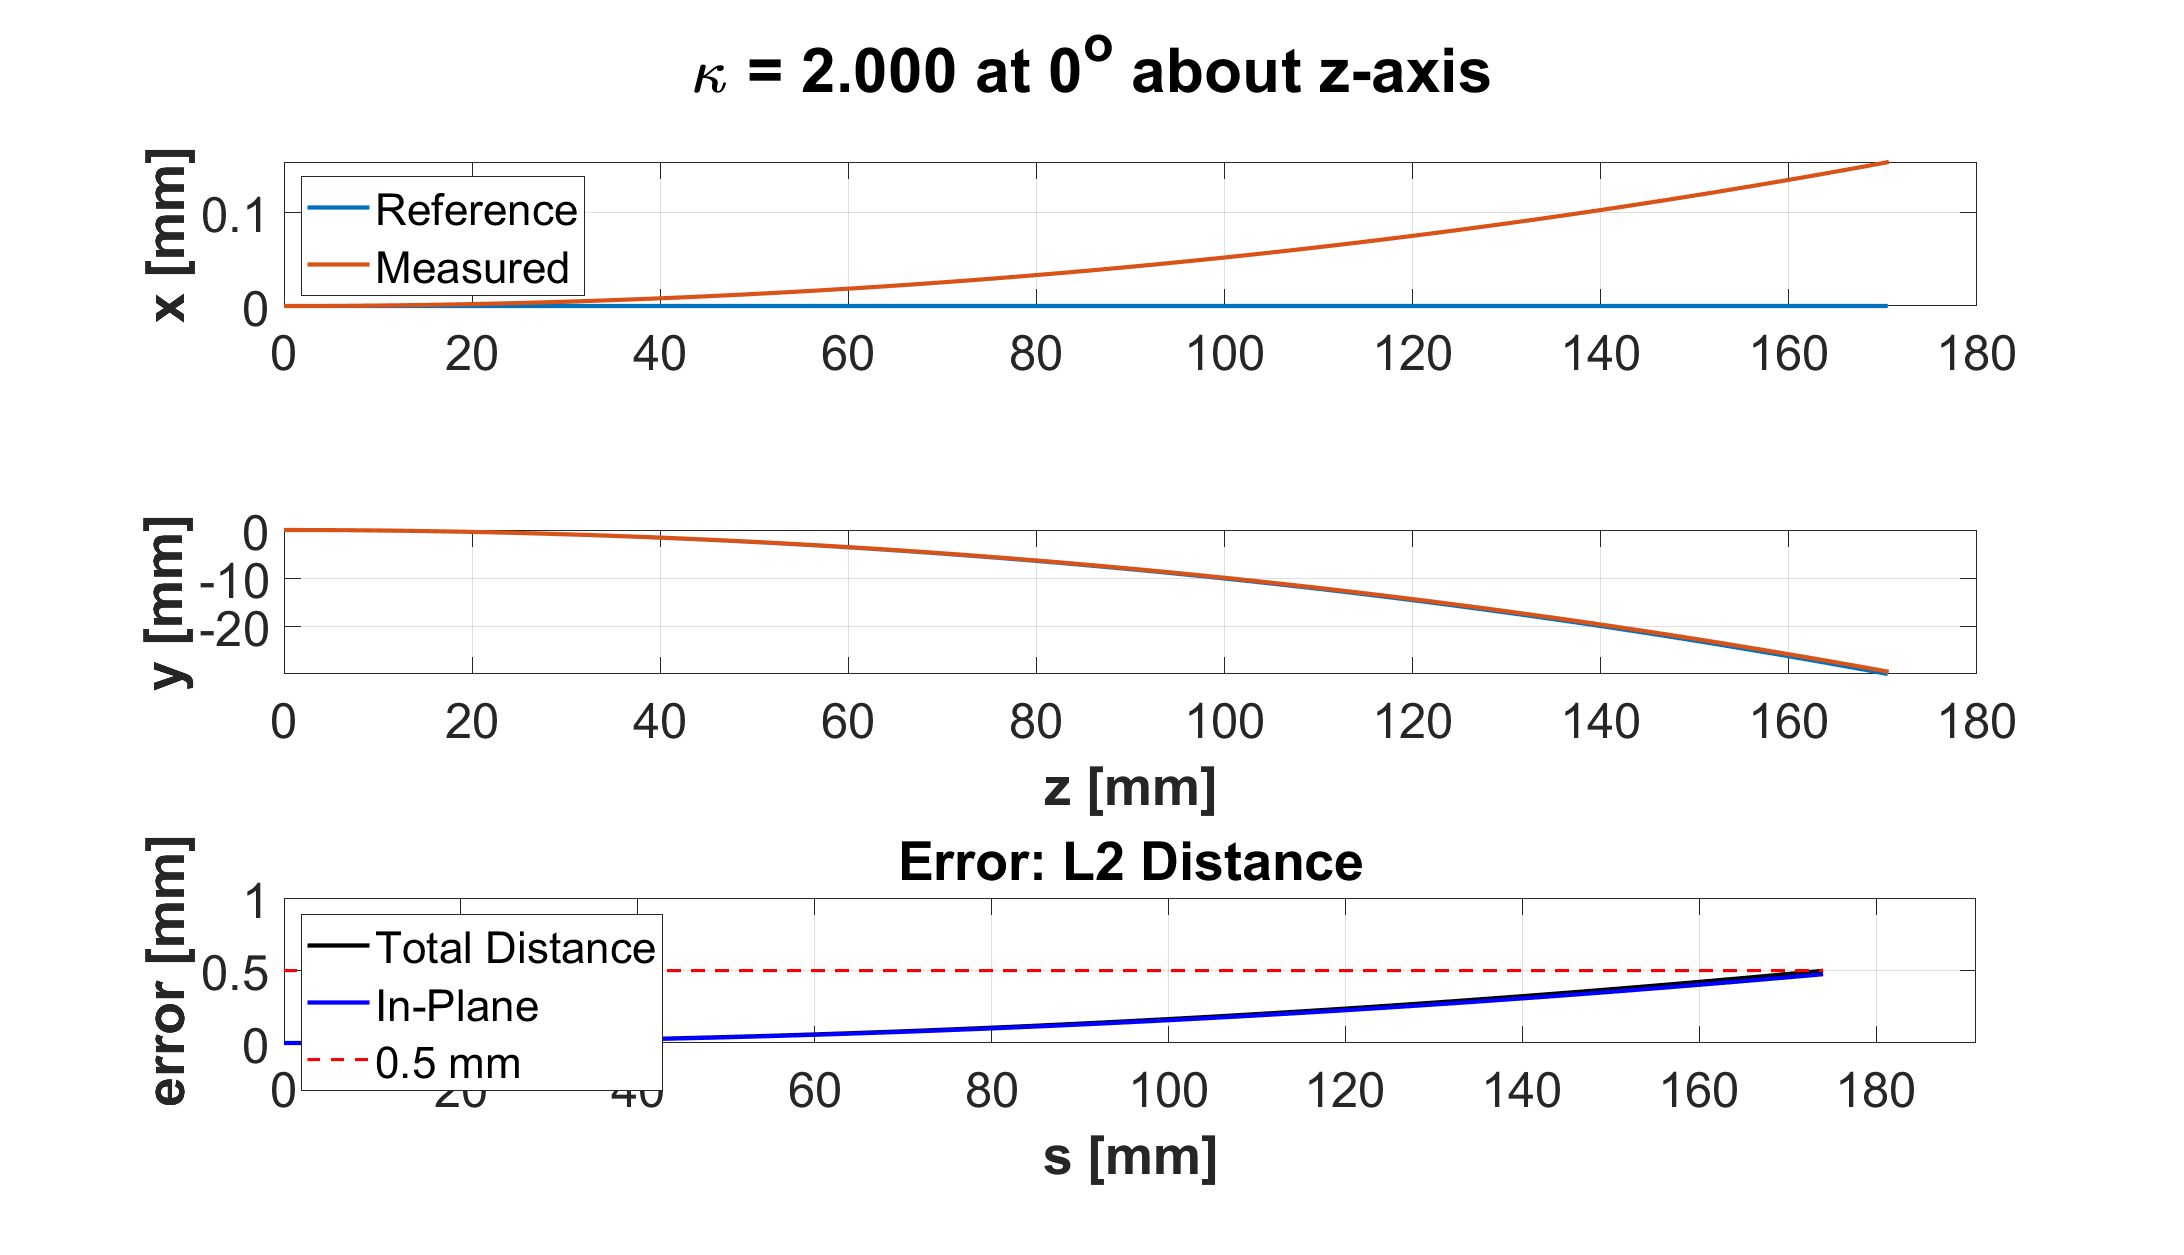 κ = 2.000 at 0° about z-axis
x [mm]
0.1
0
Reference
Measured
0 20 40 60 80 100 120 140 160 180
y [mm]
0
-10
-20
0 20 40 60 80 100 120 140 160 180
z [mm]
Error: L2 Distance
error [mm]
1
0.5
0
Total Distance
In-Plane
0.5 mm
0 20 40 60 80 100 120 140 160 180
s [mm]